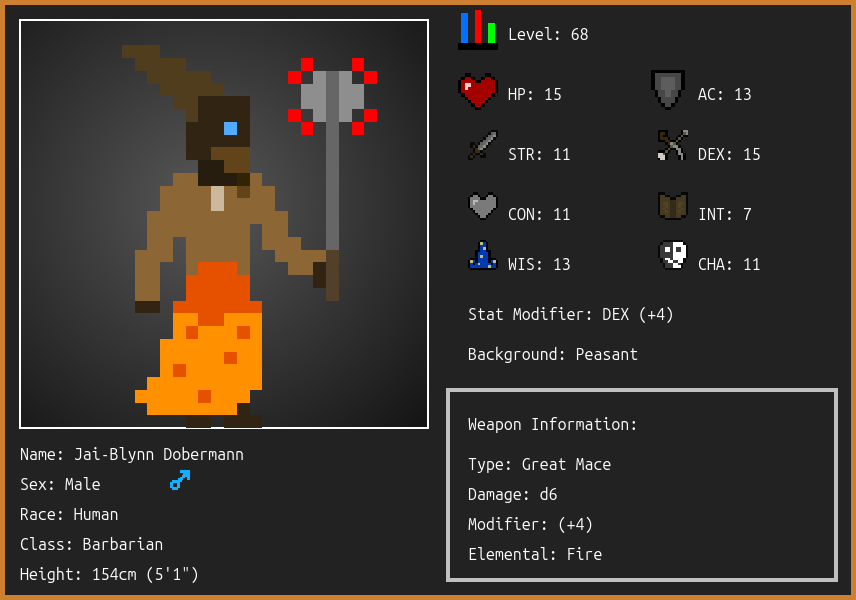 Level: 68
HP: 15
AC: 13
STR: 11
DEX: 15
CON: 11
INT: 7
WIS: 13
CHA: 11
Stat Modifier: DEX (+4)
Background: Peasant
Weapon Information:
Type: Great Mace
Damage: d6
Modifier: (+4)
Elemental: Fire
Name: Jai-Blynn Dobermann
Sex: Male
Race: Human
Class: Barbarian
Height: 154cm (5'1")